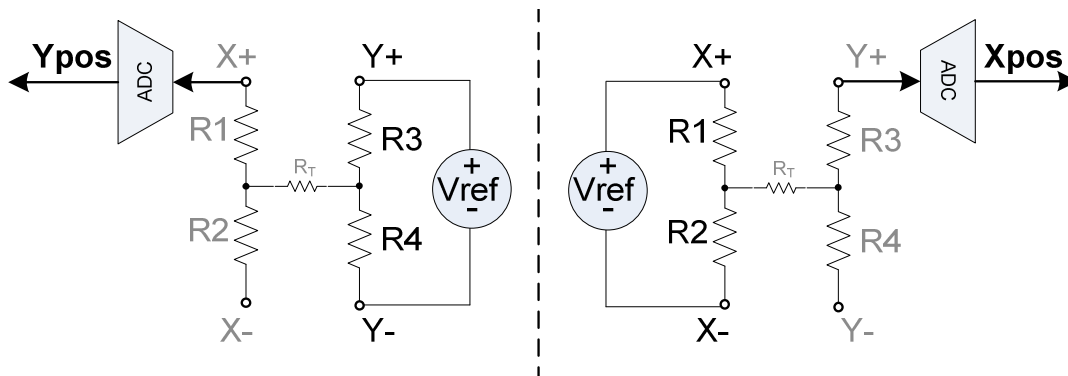 Ypos
ADC
X+
Y+
R1
R3
RT
+
Vref
-
R2
R4
X-
Y-
X+
Y+
ADC
Xpos
R1
R3
+
Vref
-
RT
R2
R4
X-
Y-